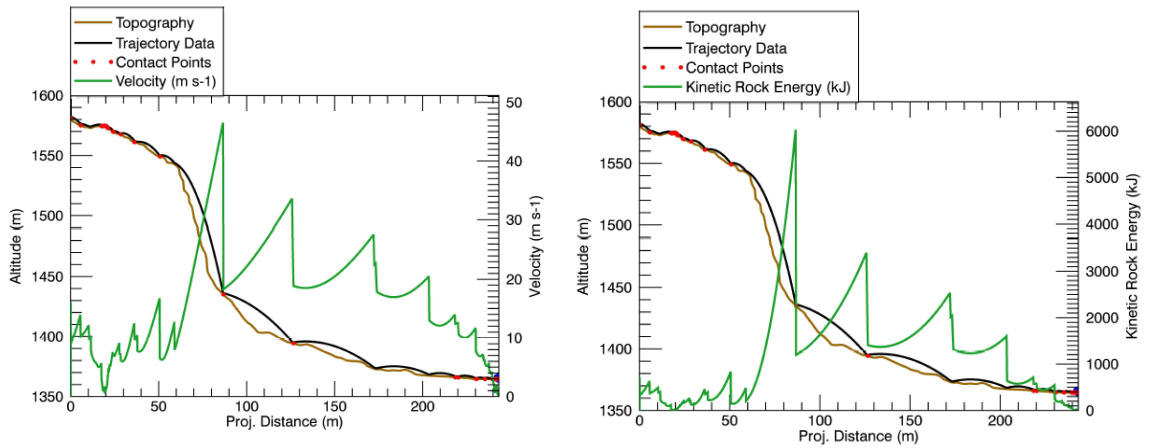 Topography
Trajectory Data
Contact Points
Velocity (m s-1)
1600
1550
1500
1450
1400
1350
Altitude (m)
0
50
100
150
200
Proj. Distance (m)
50
40
30
20
10
0
Velocity (m s-1)
Topography
Trajectory Data
Contact Points
Kinetic Rock Energy (kJ)
1600
1550
1500
1450
1400
1350
Altitude (m)
0
50
100
150
200
Proj. Distance (m)
6000
5000
4000
3000
2000
1000
0
Kinetic Rock Energy (kJ)